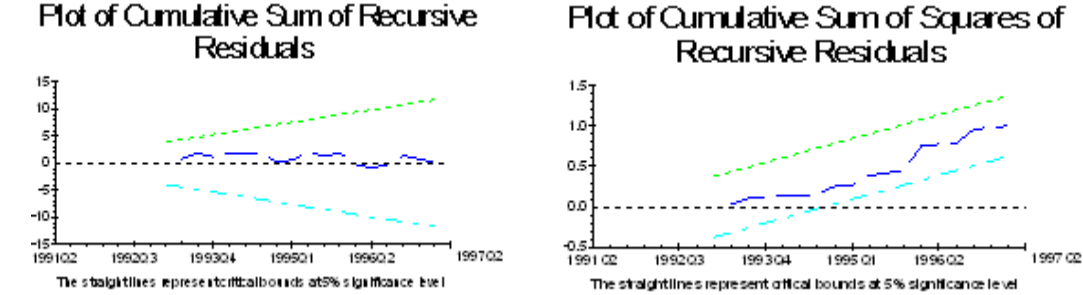 Plot of Cumulative Sum of Recursive
Residuals
15
10
5
0
-5
-10
-15
1991Q2
1992Q3
1993Q4
1995Q1
1996Q2
1997Q2
The straight lines represent critical bounds at 5% significance level
Plot of Cumulative Sum of Squares of
Recursive Residuals
1.5
1.0
0.5
0.0
-0.5
1991Q2
1992Q3
1993Q4
1995Q1
1996Q2
1997Q2
The straight lines represent critical bounds at 5% significance level